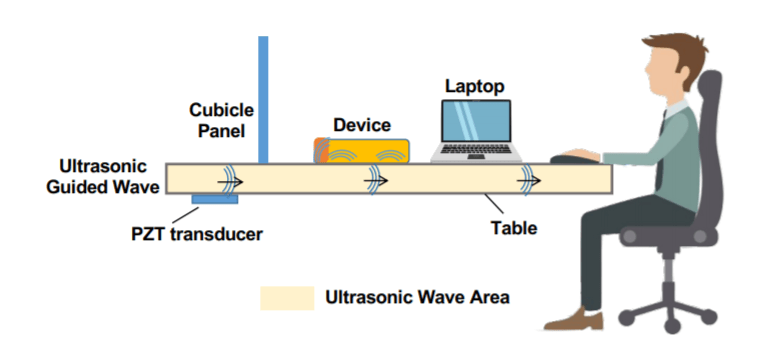 Laptop
Cubicle
Panel
Device
Ultrasonic
Guided Wave
PZT transducer
Table
Ultrasonic Wave Area